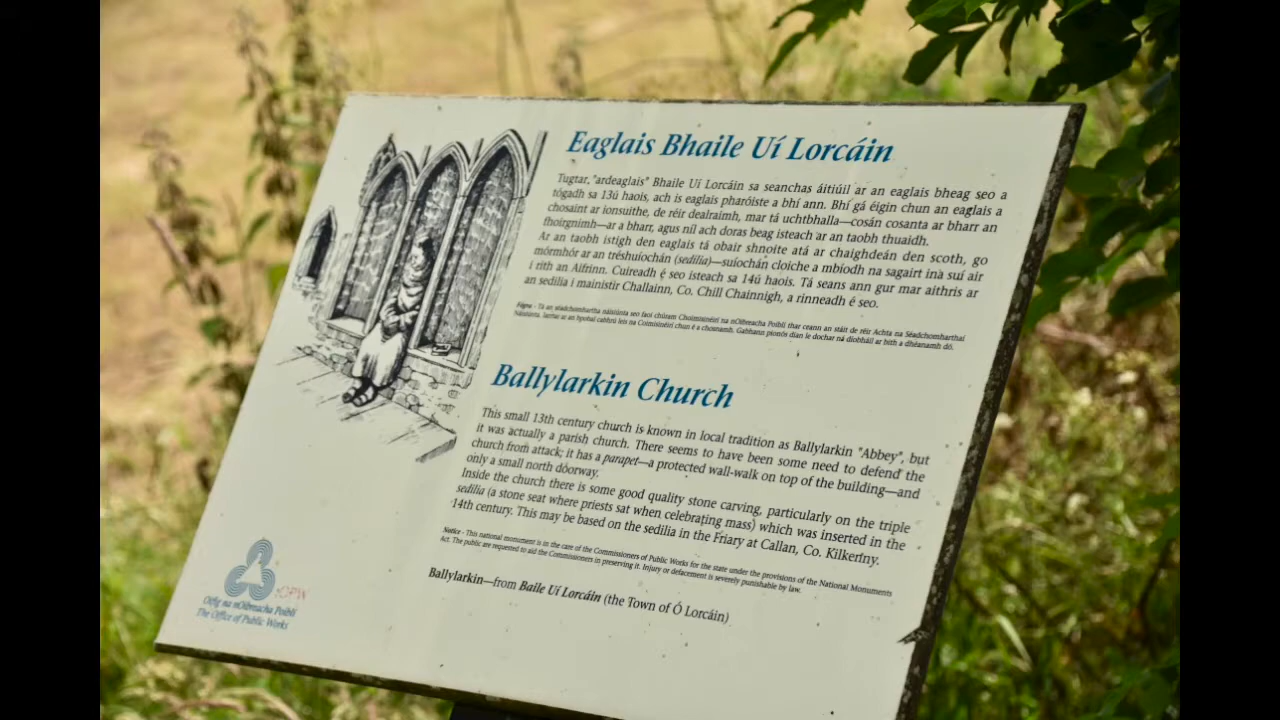 Eaglais Bhaile Uí Lorcáin
Tugtar, "ardeaglais" Bhaile Uí Lorcáin sa seanchas áitiúil ar an eaglais bheag seo a
tógadh sa 13ú haois, ach is eaglais pharóiste a bhí ann. Bhí gá éigin chun an eaglais a
chosaint ar ionsuithe, de réir dealraimh, mar tá uchtbhalla—cosán cosanta ar bharr an
fhoirgnimh—ar a bharr, agus níl ach doras beag isteach ar an taobh thuaidh.
Ar an taobh istigh den eaglais tá obair shnoite atá ar chaighdeán den scoth, go
mórmhór ar an tréshuíochán (sedilia)—suíochán cloiche a mbíodh na sagairt ina suí air
i rith an Aifrinn. Cuireadh é seo isteach sa 14ú haois. Tá seans ann gur mar aithris ar
an sedilia i mainistir Challainn, Co. Chill Chainnigh, a rinneadh é seo.
Fógra - Tá an séadchomhartha náisiúnta seo faoi chúram Choimisinéirí na nOibreacha Poiblí thar ceann an stáit de réir Achta na Séadchomharthaí
Náisiúnta. Iarrtar ar an bpobal cabhrú leis na Coimisinéirí chun é a chosnamh. Gabhann pionós dian le dochar ná díobháil ar bith a dhéanamh dó.
Ballylarkin Church
This small 13th century church is known in local tradition as Ballylarkin "Abbey", but
it was actually a parish church. There seems to have been some need to defend the
church from attack; it has a parapet—a protected wall-walk on top of the building—and
only a small north doorway.
Inside the church there is some good quality stone carving, particularly on the triple
sedilia (a stone seat where priests sat when celebrating mass) which was inserted in the
14th century. This may be based on the sedilia in the Friary at Callan, Co. Kilkenny.
Notice - This national monument is in the care of the Commissioners of Public Works for the state under the provisions of the National Monuments
Act. The public are requested to aid the Commissioners in preserving it. Injury or defacement is severely punishable by law.
Ballylarkin—from Baile Uí Lorcáin (the Town of Ó Lorcáin)
OPW
Oifig na nOibreacha Poiblí
The Office of Public Works